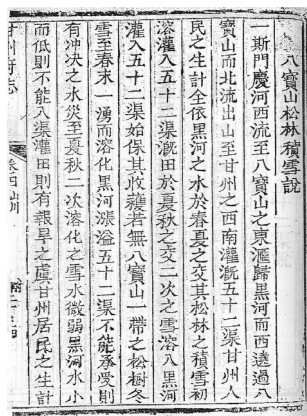 八寶山松林積雪說
一斯門慶河西流至八寶山之東滙歸黑河而西遶過八
寶山而北流出山至甘州之西南灌溉五十二渠甘州人
民之生計全依黑河之水於春夏之交其松林之積雪初
溶灌入五十二渠溉田於夏秋之交二次之雪溶入黑河
灌入五十二渠始保其收穫若無八寶山一帶之松樹冬
雪至春末一湧而溶化黑河漲溢五十二渠不能承受則
有冲决之水災至夏秋二次溶化之雪水微弱黑河水小
而低則不能入渠灌田則有報旱之虞甘州居民之生計
甘州府志
卷四